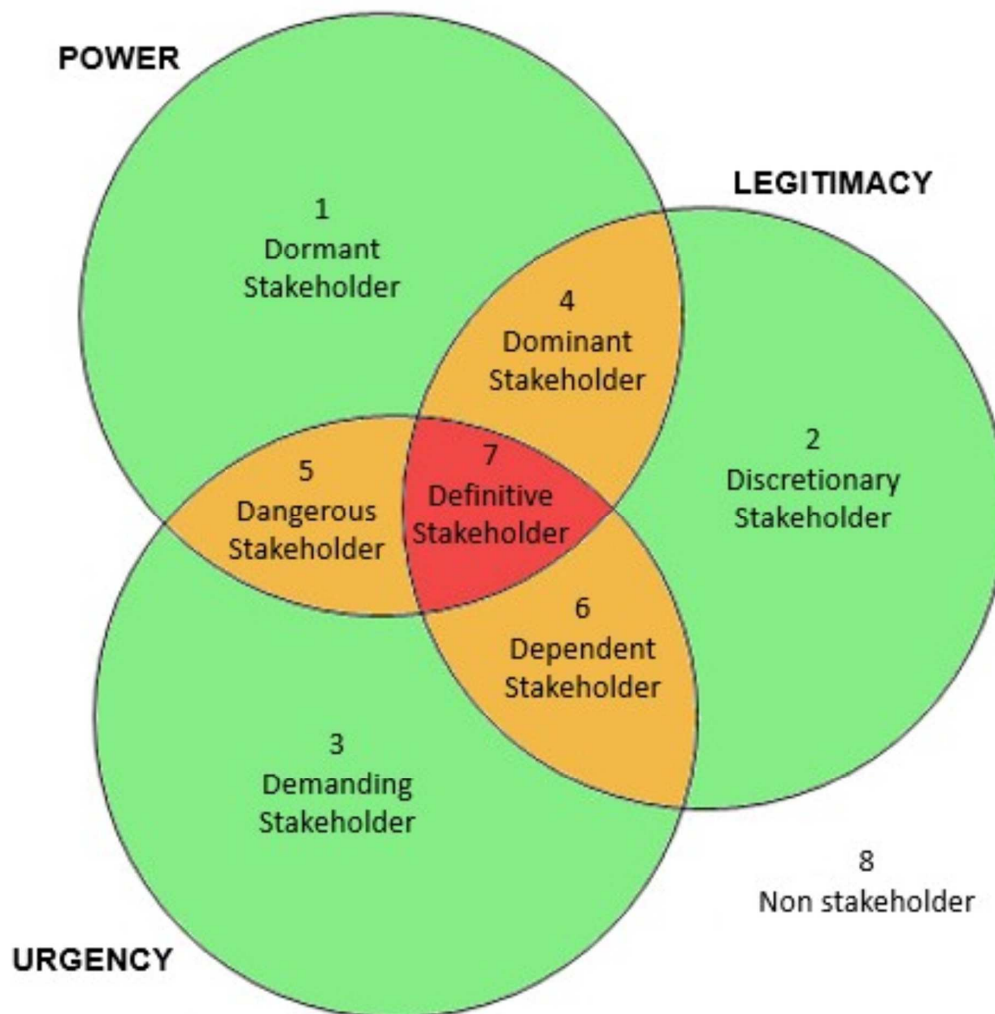 POWER
LEGITIMACY
1
Dormant
Stakeholder
4
Dominant
Stakeholder
2
Discretionary
Stakeholder
5
Dangerous
Stakeholder
7
Definitive
Stakeholder
6
Dependent
Stakeholder
3
Demanding
Stakeholder
8
Non stakeholder
URGENCY